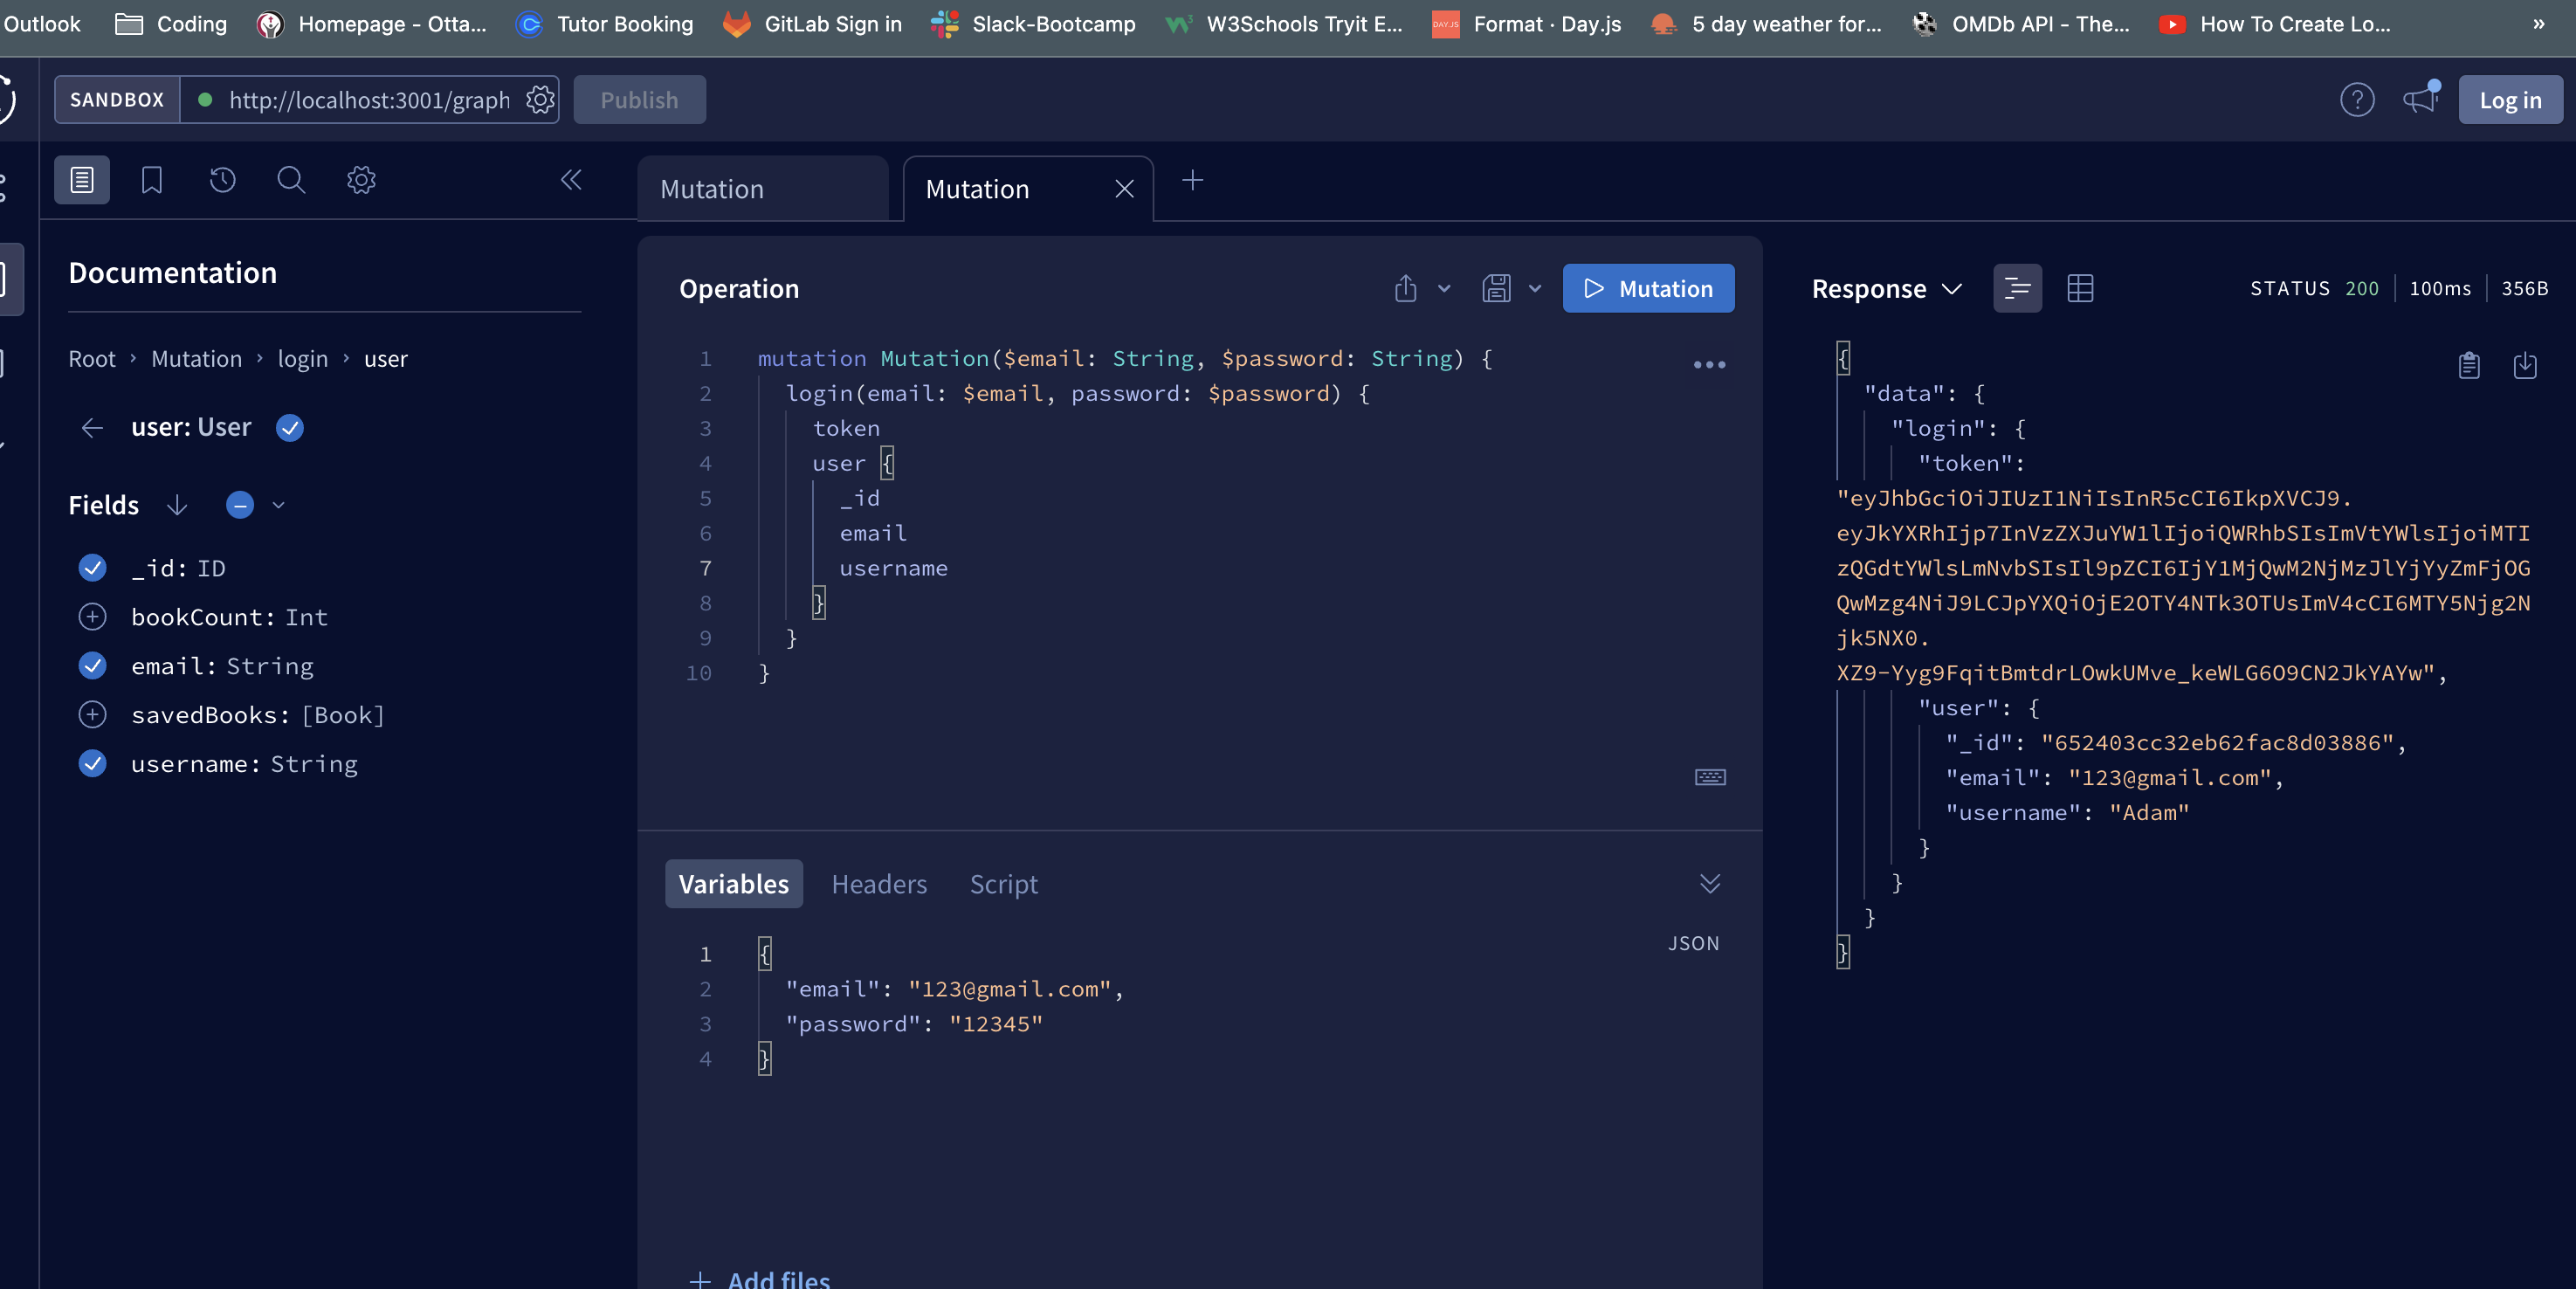 Outlook Coding Homepage - Otta... Tutor Booking GitLab Sign in Slack-Bootcamp W3Schools Tryit E... Format · Day.js 5 day weather for... OMDb API - The... How To Create Lo... »
SANDBOX http://localhost:3001/graph Publish Log in
Mutation Mutation
Documentation
Root › Mutation › login › user
user: User
Fields
_id: ID
bookCount: Int
email: String
savedBooks: [Book]
username: String
Operation Mutation
1 mutation Mutation($email: String, $password: String) {
2 login(email: $email, password: $password) {
3 token
4 user {
5 _id
6 email
7 username
8 }
9 }
10 }
Variables Headers Script
JSON
1 {
2 "email": "123@gmail.com",
3 "password": "12345"
4 }
Add files
Response STATUS 200 100ms 356B
{
"data": {
"login": {
"token":
"eyJhbGciOiJIUzI1NiIsInR5cCI6IkpXVCJ9.
eyJkYXRhIjp7InVzZXJuYW1lIjoiQWRhbSIsImVtYWlsIjoiMTI
zQGdtYWlsLmNvbSIsIl9pZCI6IjY1MjQwM2NjMzJlYjYyZmFjOG
QwMzg4NiJ9LCJpYXQiOjE2OTY4NTk3OTUsImV4cCI6MTY5Njg2N
jk5NX0.
XZ9-Yyg9FqitBmtdrLOwkUMve_keWLG6O9CN2JkYAYw",
"user": {
"_id": "652403cc32eb62fac8d03886",
"email": "123@gmail.com",
"username": "Adam"
}
}
}
}